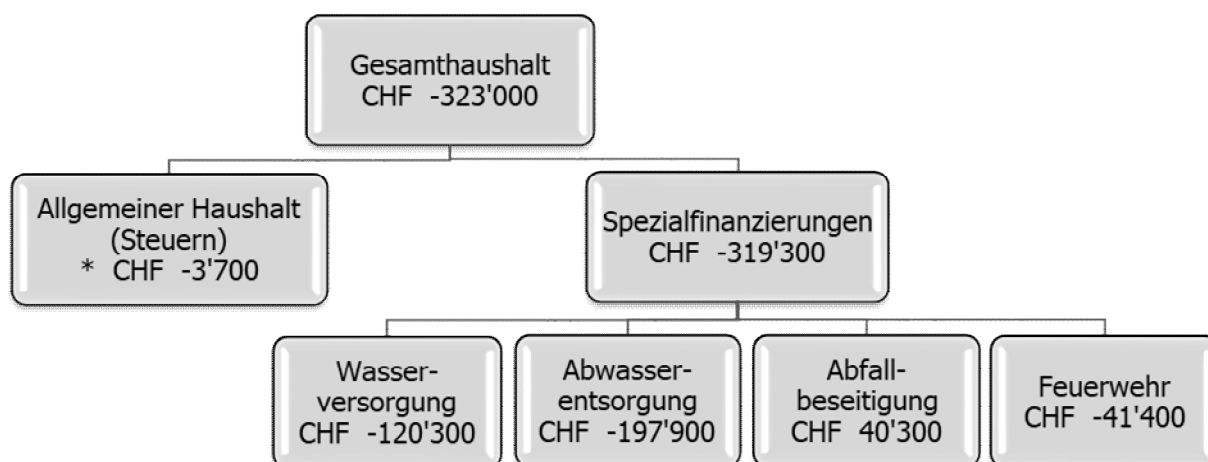 Gesamthaushalt
CHF -323'000
Allgemeiner Haushalt
(Steuern)
* CHF -3'700
Spezialfinanzierungen
CHF -319'300
Wasser-
versorgung
CHF -120'300
Abwasser-
entsorgung
CHF -197'900
Abfall-
beseitigung
CHF 40'300
Feuerwehr
CHF -41'400